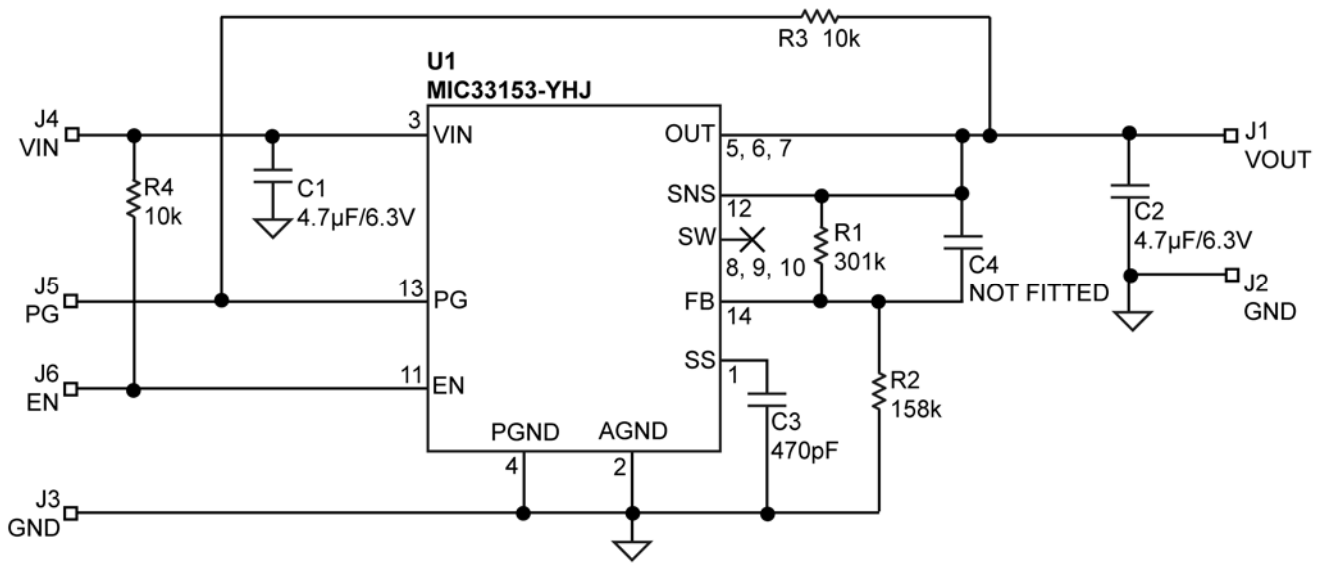 R3 10k
U1
MIC33153-YHJ
J4
VIN
3
VIN
OUT
5, 6, 7
J1
VOUT
R4
10k
C1
4.7µF/6.3V
SNS
12
SW
8, 9, 10
R1
301k
C4
NOT FITTED
C2
4.7µF/6.3V
J5
PG
13
PG
FB
14
J2
GND
J6
EN
11
EN
SS
1
C3
470pF
R2
158k
PGND
4
AGND
2
J3
GND